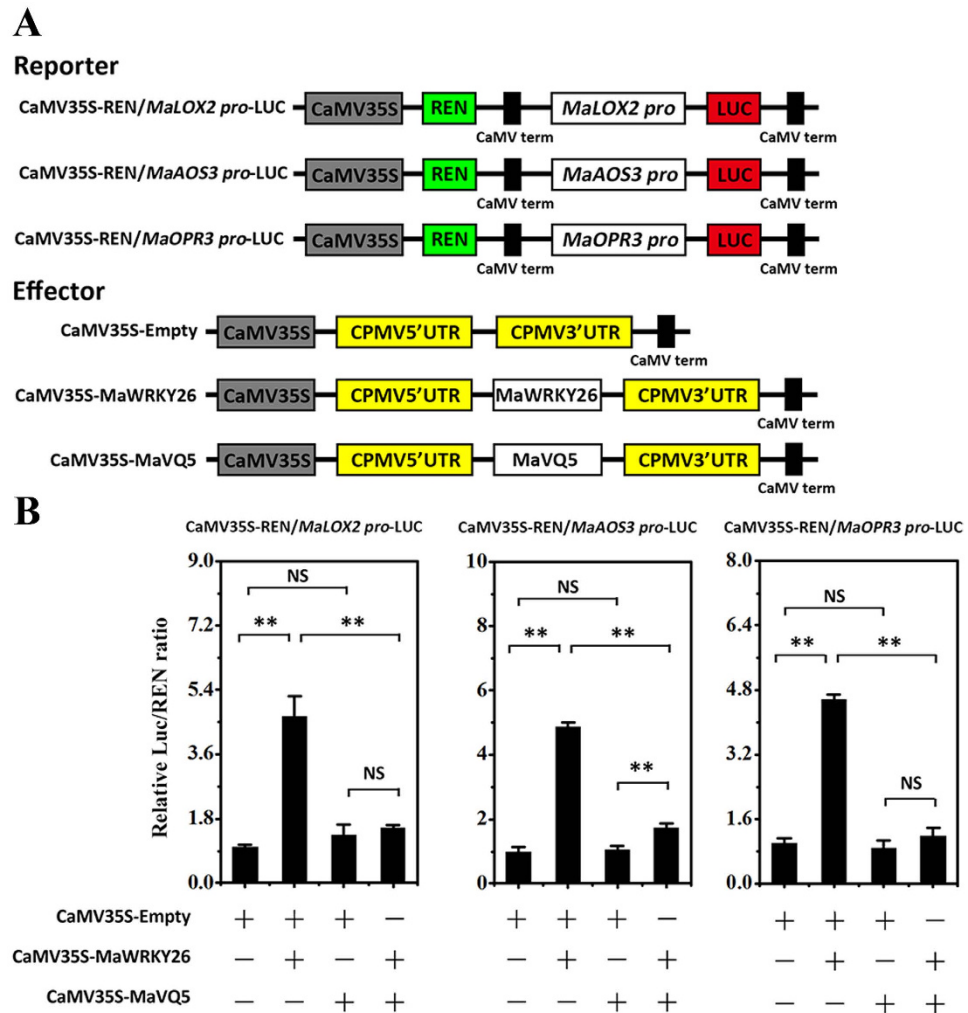 A
Reporter
CaMV35S-REN/MaLOX2 pro-LUC CaMV35S REN MaLOX2 pro LUC
CaMV term CaMV term
CaMV35S-REN/MaAOS3 pro-LUC CaMV35S REN MaAOS3 pro LUC
CaMV term CaMV term
CaMV35S-REN/MaOPR3 pro-LUC CaMV35S REN MaOPR3 pro LUC
CaMV term CaMV term
Effector
CaMV35S-Empty CaMV35S CPMV5'UTR CPMV3'UTR
CaMV term
CaMV35S-MaWRKY26 CaMV35S CPMV5'UTR MaWRKY26 CPMV3'UTR
CaMV term
CaMV35S-MaVQ5 CaMV35S CPMV5'UTR MaVQ5 CPMV3'UTR
CaMV term
B
CaMV35S-REN/MaLOX2 pro-LUC
Relative Luc/REN ratio
9.0
7.2
5.4
3.6
1.8
0.0
NS
** **
NS
CaMV35S-REN/MaAOS3 pro-LUC
10
8
6
4
2
0
NS
** **
**
CaMV35S-REN/MaOPR3 pro-LUC
8.0
6.4
4.8
3.2
1.6
0.0
NS
** **
NS
CaMV35S-Empty + + + − + + + − + + + −
CaMV35S-MaWRKY26 − + − + − + − + − + − +
CaMV35S-MaVQ5 − − + + − − + + − − + +